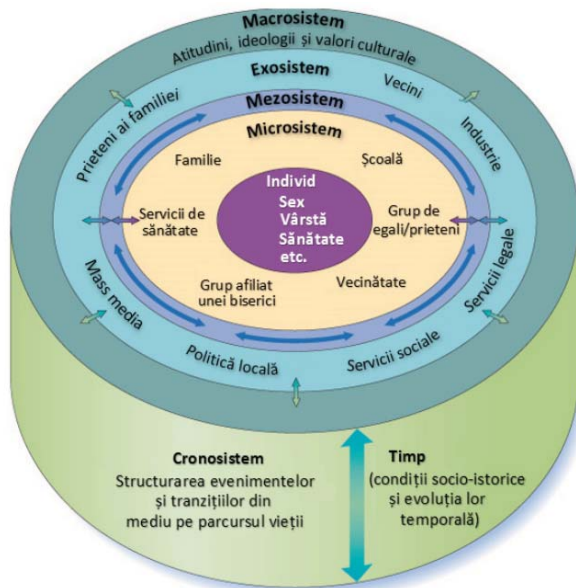 Macrosistem
Atitudini, ideologii și valori culturale
Exosistem
Vecini
Prieteni ai familiei
Industrie
Mezosistem
Microsistem
Familie
Școală
Individ
Sex
Vârstă
Sănătate
etc.
Servicii de
sănătate
Grup de
egali/prieteni
Grup afiliat
unei biserici
Vecinătate
Mass media
Servicii legale
Politică locală
Servicii sociale
Cronosistem
Structurarea evenimentelor
și tranzițiilor din
mediu pe parcursul vieții
Timp
(condiții socio-istorice
și evoluția lor
temporală)